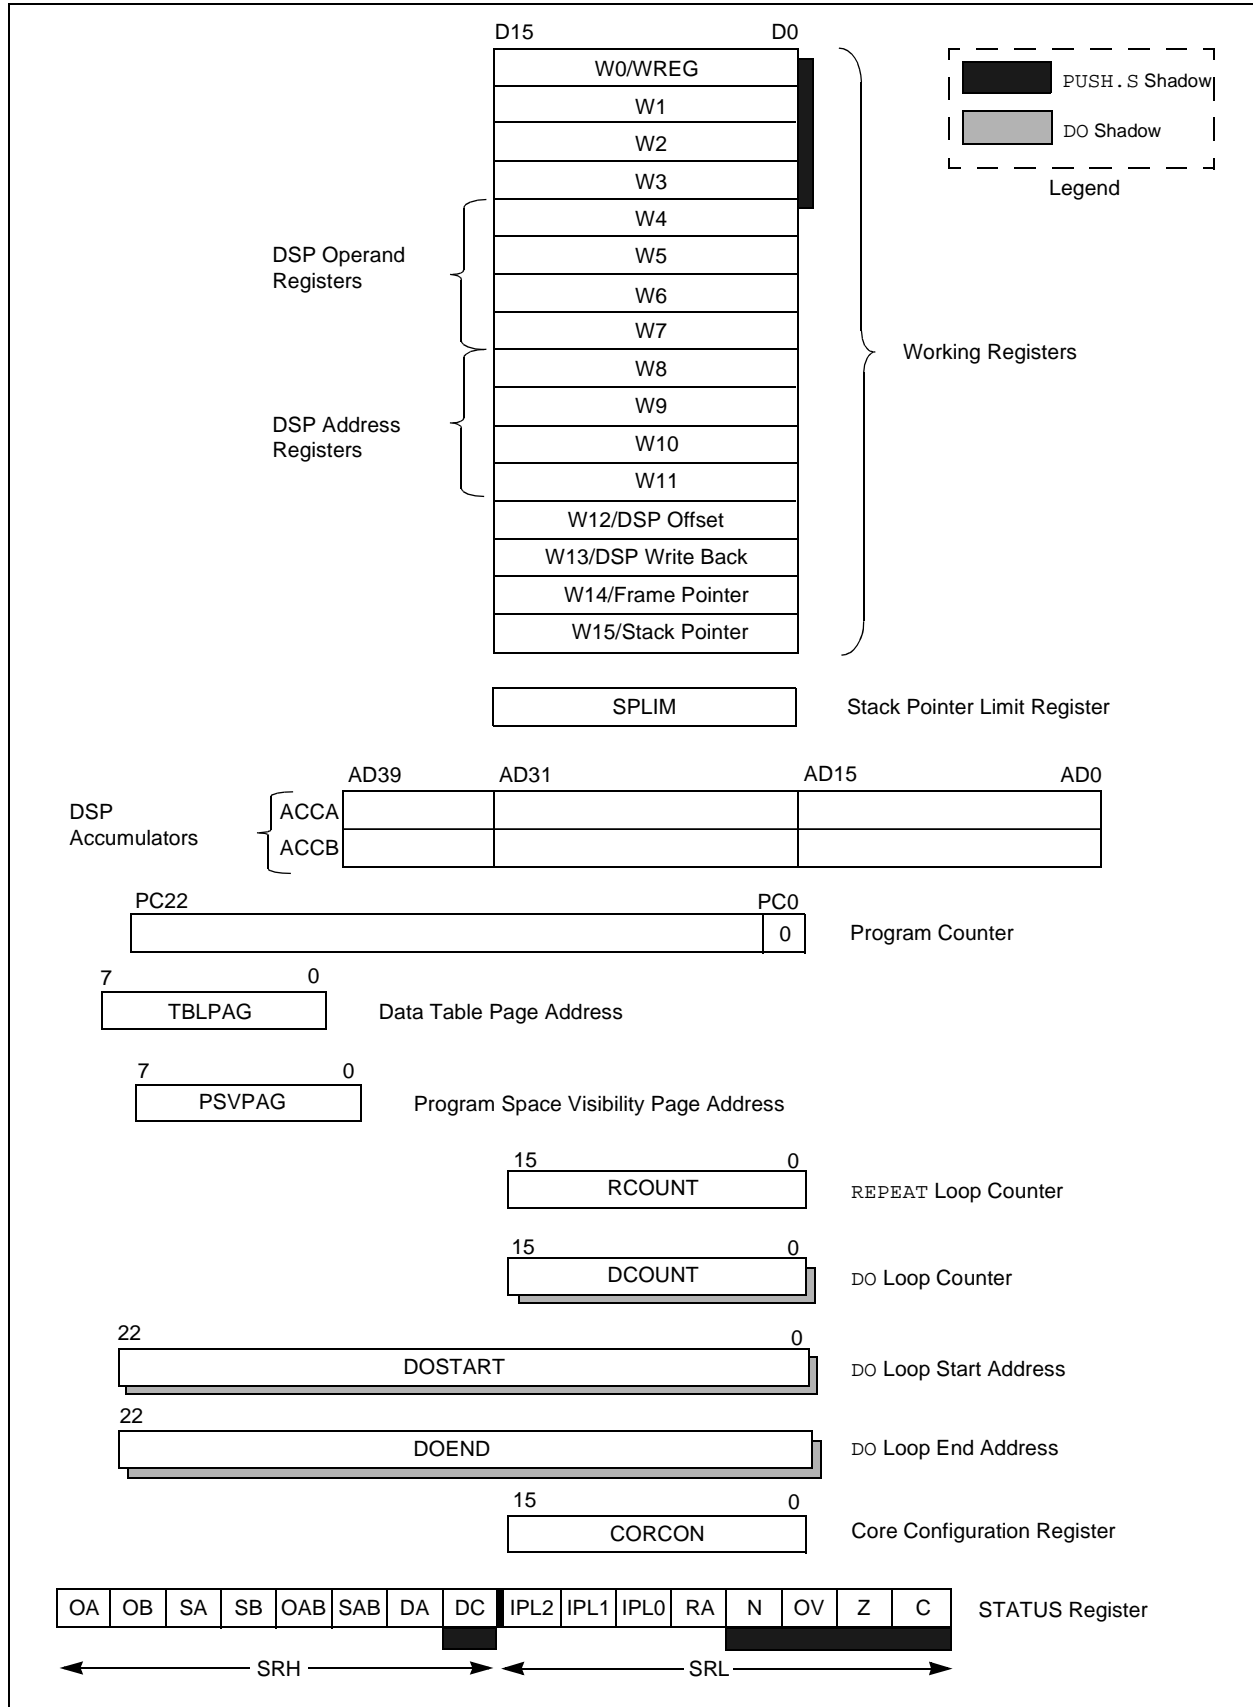 D15 D0
W0/WREG
W1
W2
W3
W4
W5
W6
W7
W8
W9
W10
W11
W12/DSP Offset
W13/DSP Write Back
W14/Frame Pointer
W15/Stack Pointer
PUSH.S Shadow
DO Shadow
Legend
DSP Operand
Registers
DSP Address
Registers
Working Registers
SPLIM
Stack Pointer Limit Register
AD39 AD31 AD15 AD0
DSP
Accumulators
ACCA
ACCB
PC22 PC0
0
Program Counter
7 0
TBLPAG
Data Table Page Address
7 0
PSVPAG
Program Space Visibility Page Address
15 0
RCOUNT
REPEAT Loop Counter
15 0
DCOUNT
DO Loop Counter
22 0
DOSTART
DO Loop Start Address
22
DOEND
DO Loop End Address
15 0
CORCON
Core Configuration Register
OA OB SA SB OAB SAB DA DC IPL2 IPL1 IPL0 RA N OV Z C
STATUS Register
SRH SRL